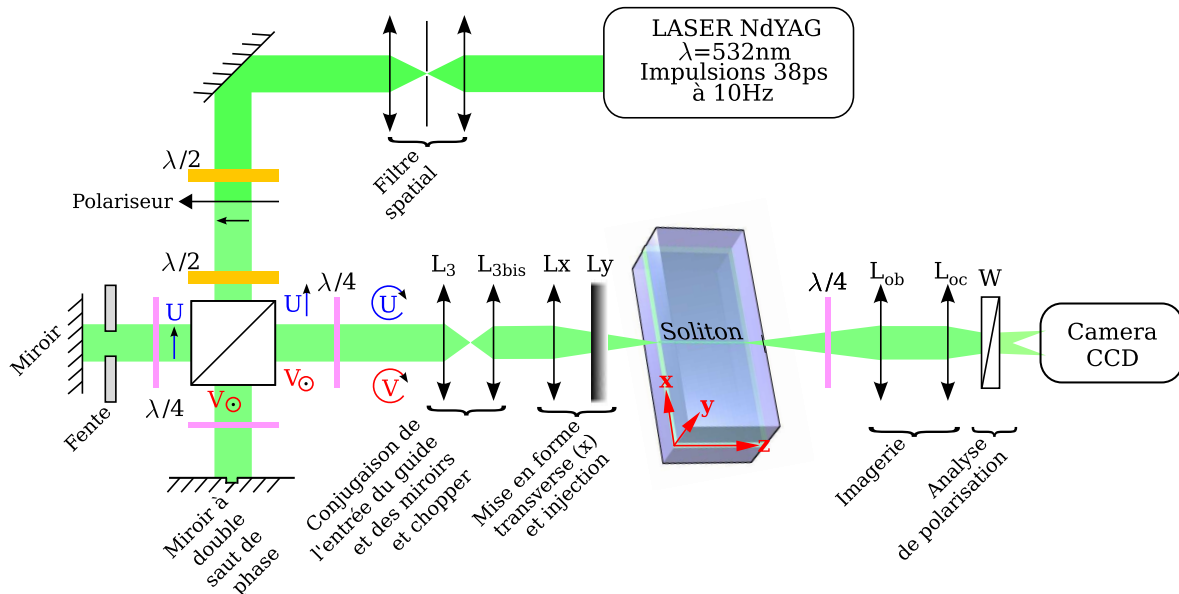 LASER NdYAG
λ=532nm
Impulsions 38ps
à 10Hz
Filtre
spatial
λ/2
Polariseur
λ/2
Miroir
Fente
U
λ/4
V
U
V
λ/4
U
V
L3
L3bis
Lx
Ly
Soliton
x
y
z
λ/4
Lob
Loc
W
Camera
CCD
Miroir à
double
saut de
phase
Conjugaison de
l'entrée du guide
et des miroirs
et chopper
Mise en forme
transverse (x)
et injection
Imagerie
Analyse
de polarisation
λ/4